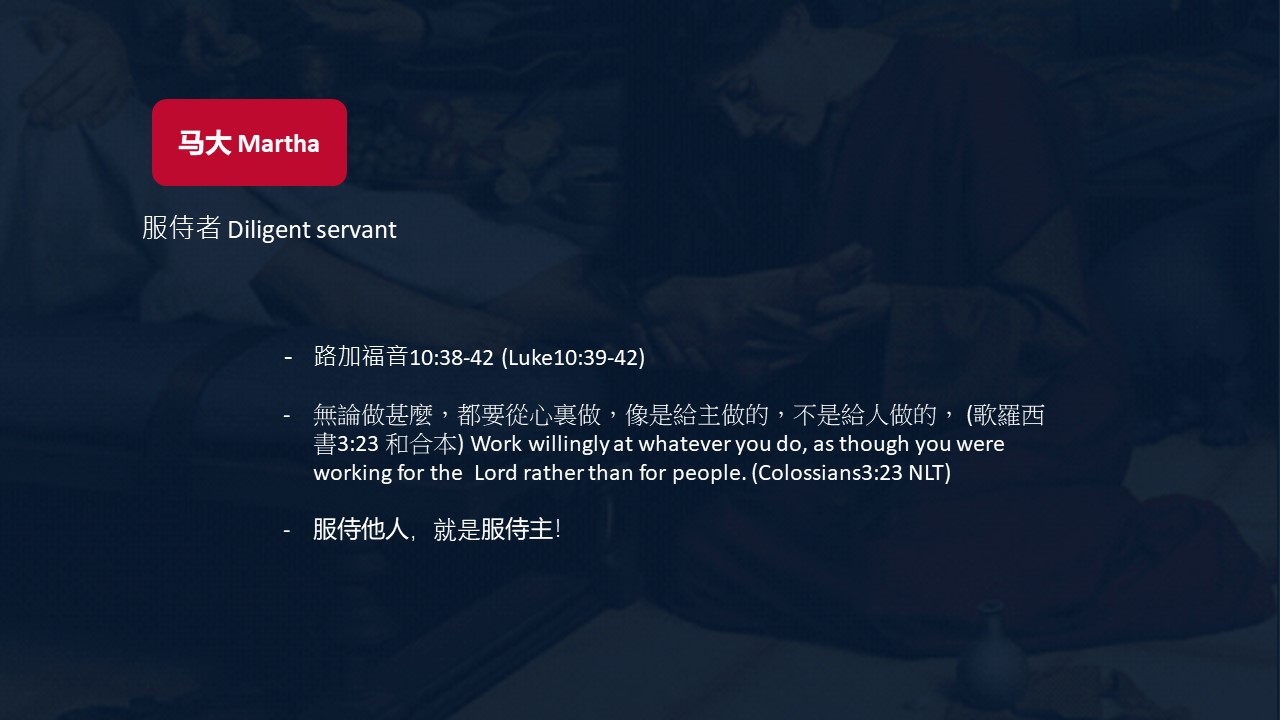 马大 Martha
服侍者 Diligent servant
- 路加福音10:38-42 (Luke10:39-42)
- 無論做甚麼，都要從心裏做，像是給主做的，不是給人做的， (歌羅西
書3:23 和合本) Work willingly at whatever you do, as though you were
working for the Lord rather than for people. (Colossians3:23 NLT)
- 服侍他人，就是服侍主！